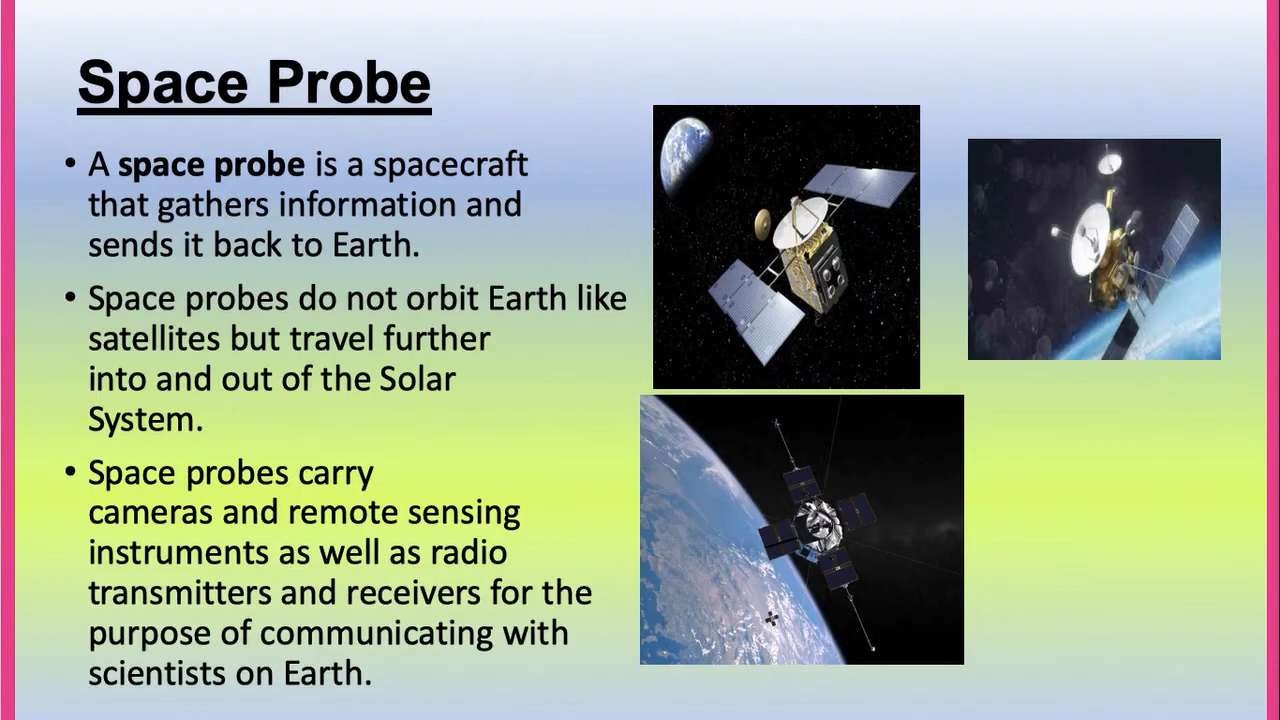 Space Probe
• A space probe is a spacecraft
that gathers information and
sends it back to Earth.
• Space probes do not orbit Earth like
satellites but travel further
into and out of the Solar
System.
• Space probes carry
cameras and remote sensing
instruments as well as radio
transmitters and receivers for the
purpose of communicating with
scientists on Earth.